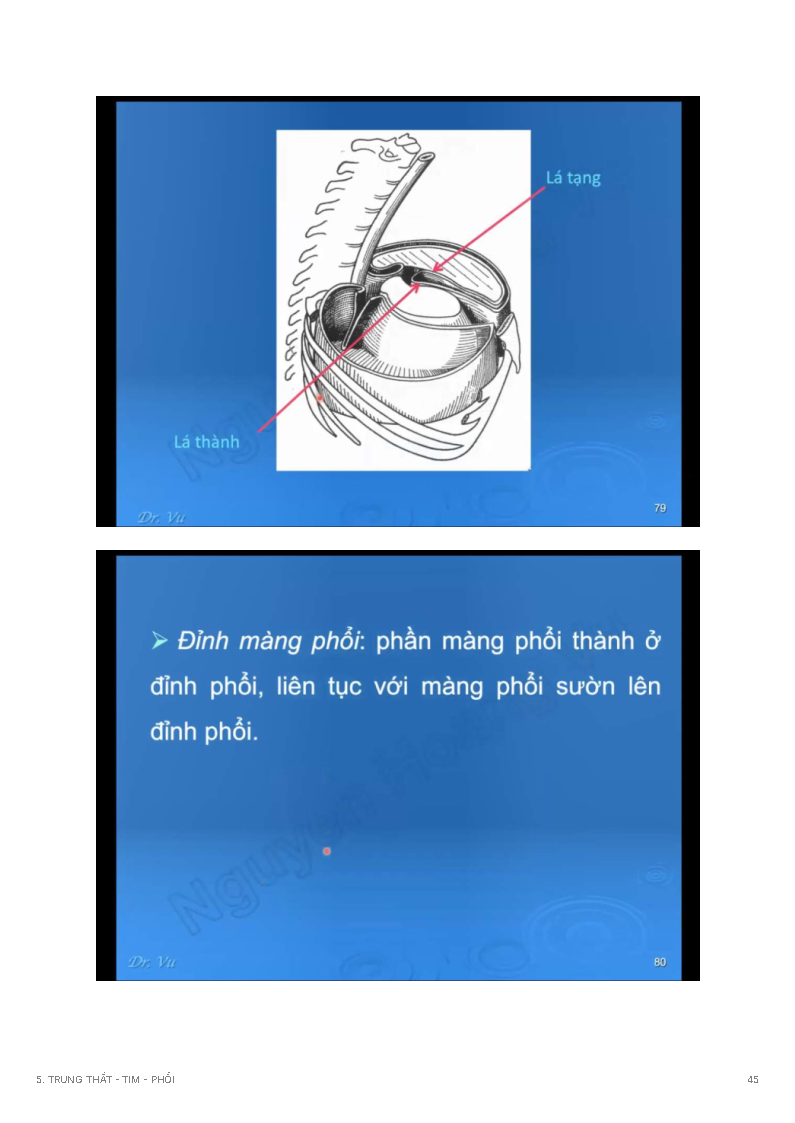 Lá tạng
Lá thành
Dr. Vu
79
➢ Đỉnh màng phổi: phần màng phổi thành ở
đỉnh phổi, liên tục với màng phổi sườn lên
đỉnh phổi.
Dr. Vu
80
5. TRUNG THẤT - TIM - PHỔI
45